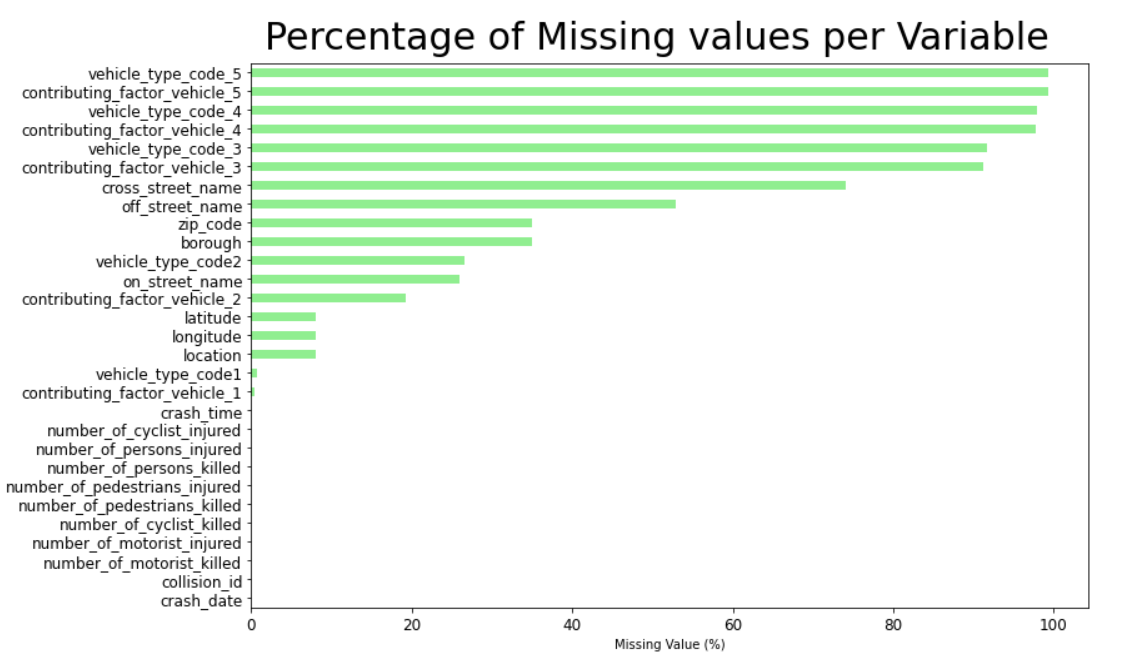 Percentage of Missing values per Variable
vehicle_type_code_5
contributing_factor_vehicle_5
vehicle_type_code_4
contributing_factor_vehicle_4
vehicle_type_code_3
contributing_factor_vehicle_3
cross_street_name
off_street_name
zip_code
borough
vehicle_type_code2
on_street_name
contributing_factor_vehicle_2
latitude
longitude
location
vehicle_type_code1
contributing_factor_vehicle_1
crash_time
number_of_cyclist_injured
number_of_persons_injured
number_of_persons_killed
number_of_pedestrians_injured
number_of_pedestrians_killed
number_of_cyclist_killed
number_of_motorist_injured
number_of_motorist_killed
collision_id
crash_date
0 20 40 60 80 100
Missing Value (%)